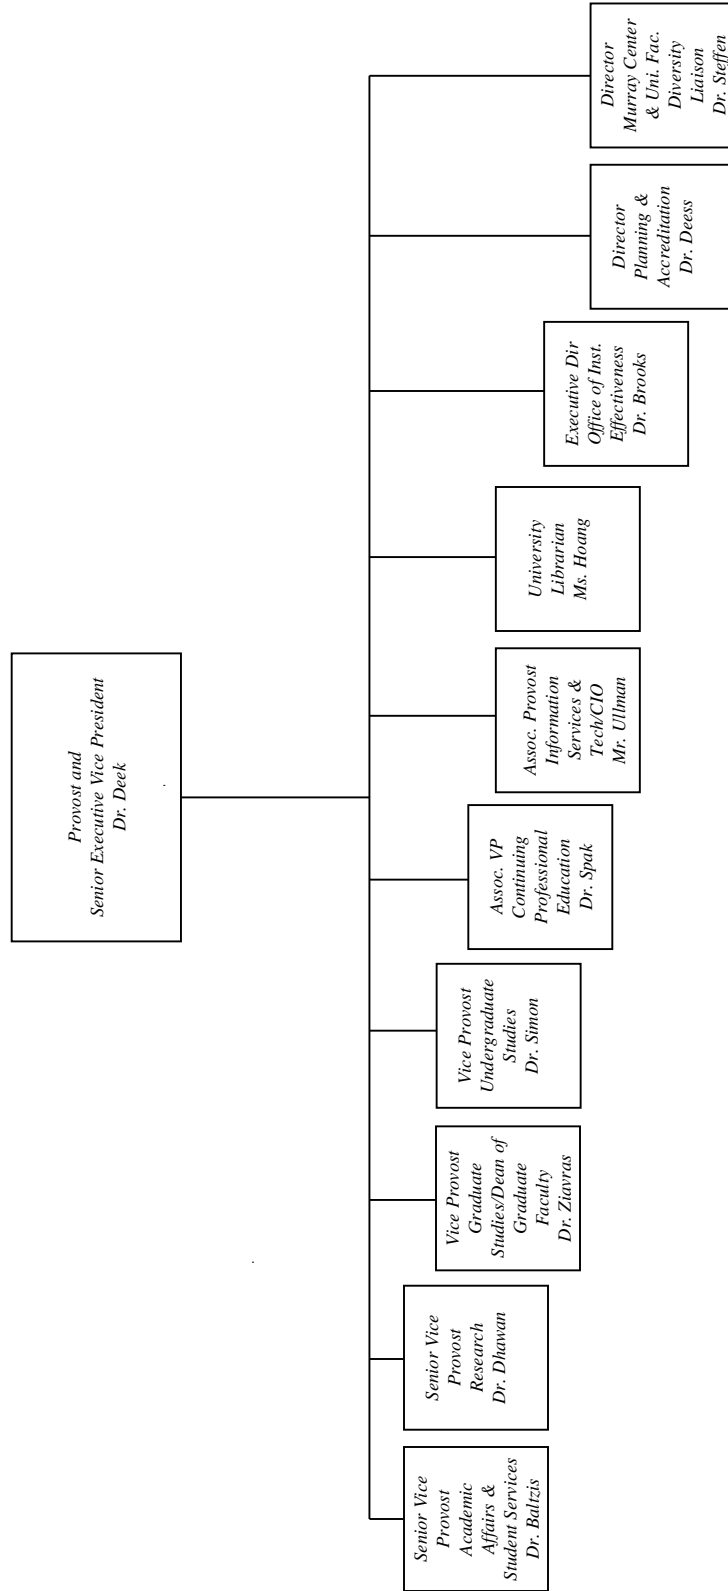 Provost and
Senior Executive Vice President
Dr. Deek
Senior Vice
Provost
Academic
Affairs &
Student Services
Dr. Baltzis
Senior Vice
Provost
Research
Dr. Dhawan
Vice Provost
Graduate
Studies/Dean of
Graduate
Faculty
Dr. Ziavras
Vice Provost
Undergraduate
Studies
Dr. Simon
Assoc. VP
Continuing
Professional
Education
Dr. Spak
Assoc. Provost
Information
Services &
Tech/CIO
Mr. Ullman
University
Librarian
Ms. Hoang
Executive Dir
Office of Inst.
Effectiveness
Dr. Brooks
Director
Planning &
Accreditation
Dr. Deess
Director
Murray Center
& Uni. Fac.
Diversity
Liaison
Dr. Steffen